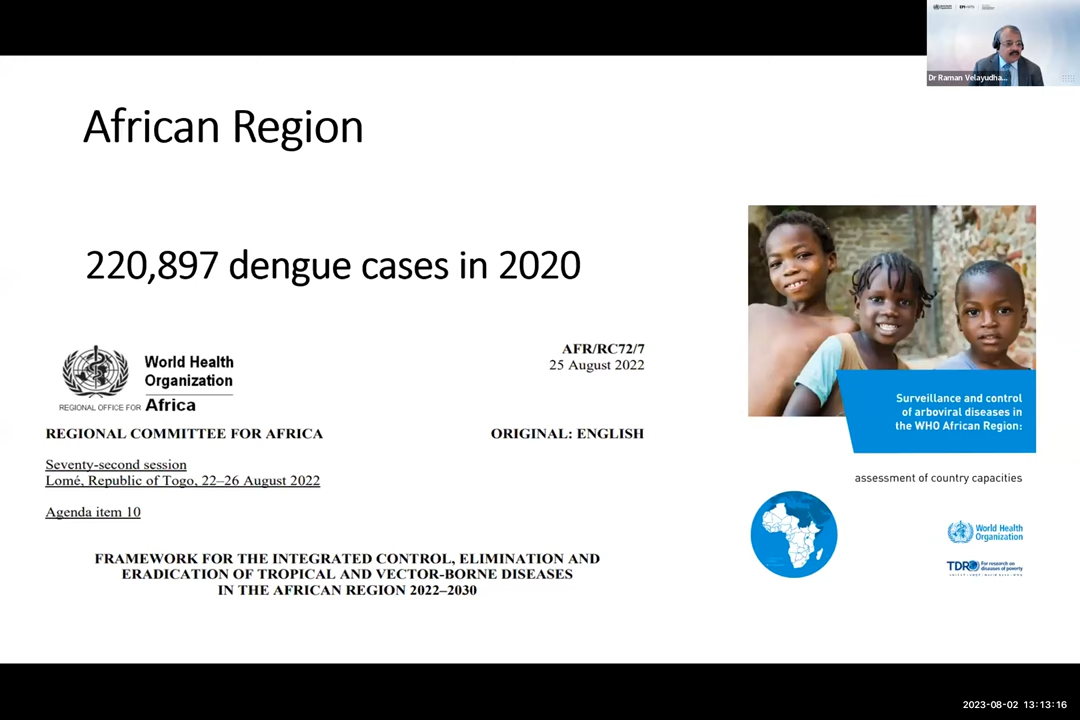 Dr Raman Velayudha...
African Region
220,897 dengue cases in 2020
World Health
Organization
REGIONAL OFFICE FOR Africa
AFR/RC72/7
25 August 2022
REGIONAL COMMITTEE FOR AFRICA
ORIGINAL: ENGLISH
Seventy-second session
Lomé, Republic of Togo, 22–26 August 2022
Agenda item 10
FRAMEWORK FOR THE INTEGRATED CONTROL, ELIMINATION AND
ERADICATION OF TROPICAL AND VECTOR-BORNE DISEASES
IN THE AFRICAN REGION 2022–2030
Surveillance and control
of arboviral diseases in
the WHO African Region:
assessment of country capacities
World Health
Organization
TDR For research on
diseases of poverty
2023-08-02 13:13:16